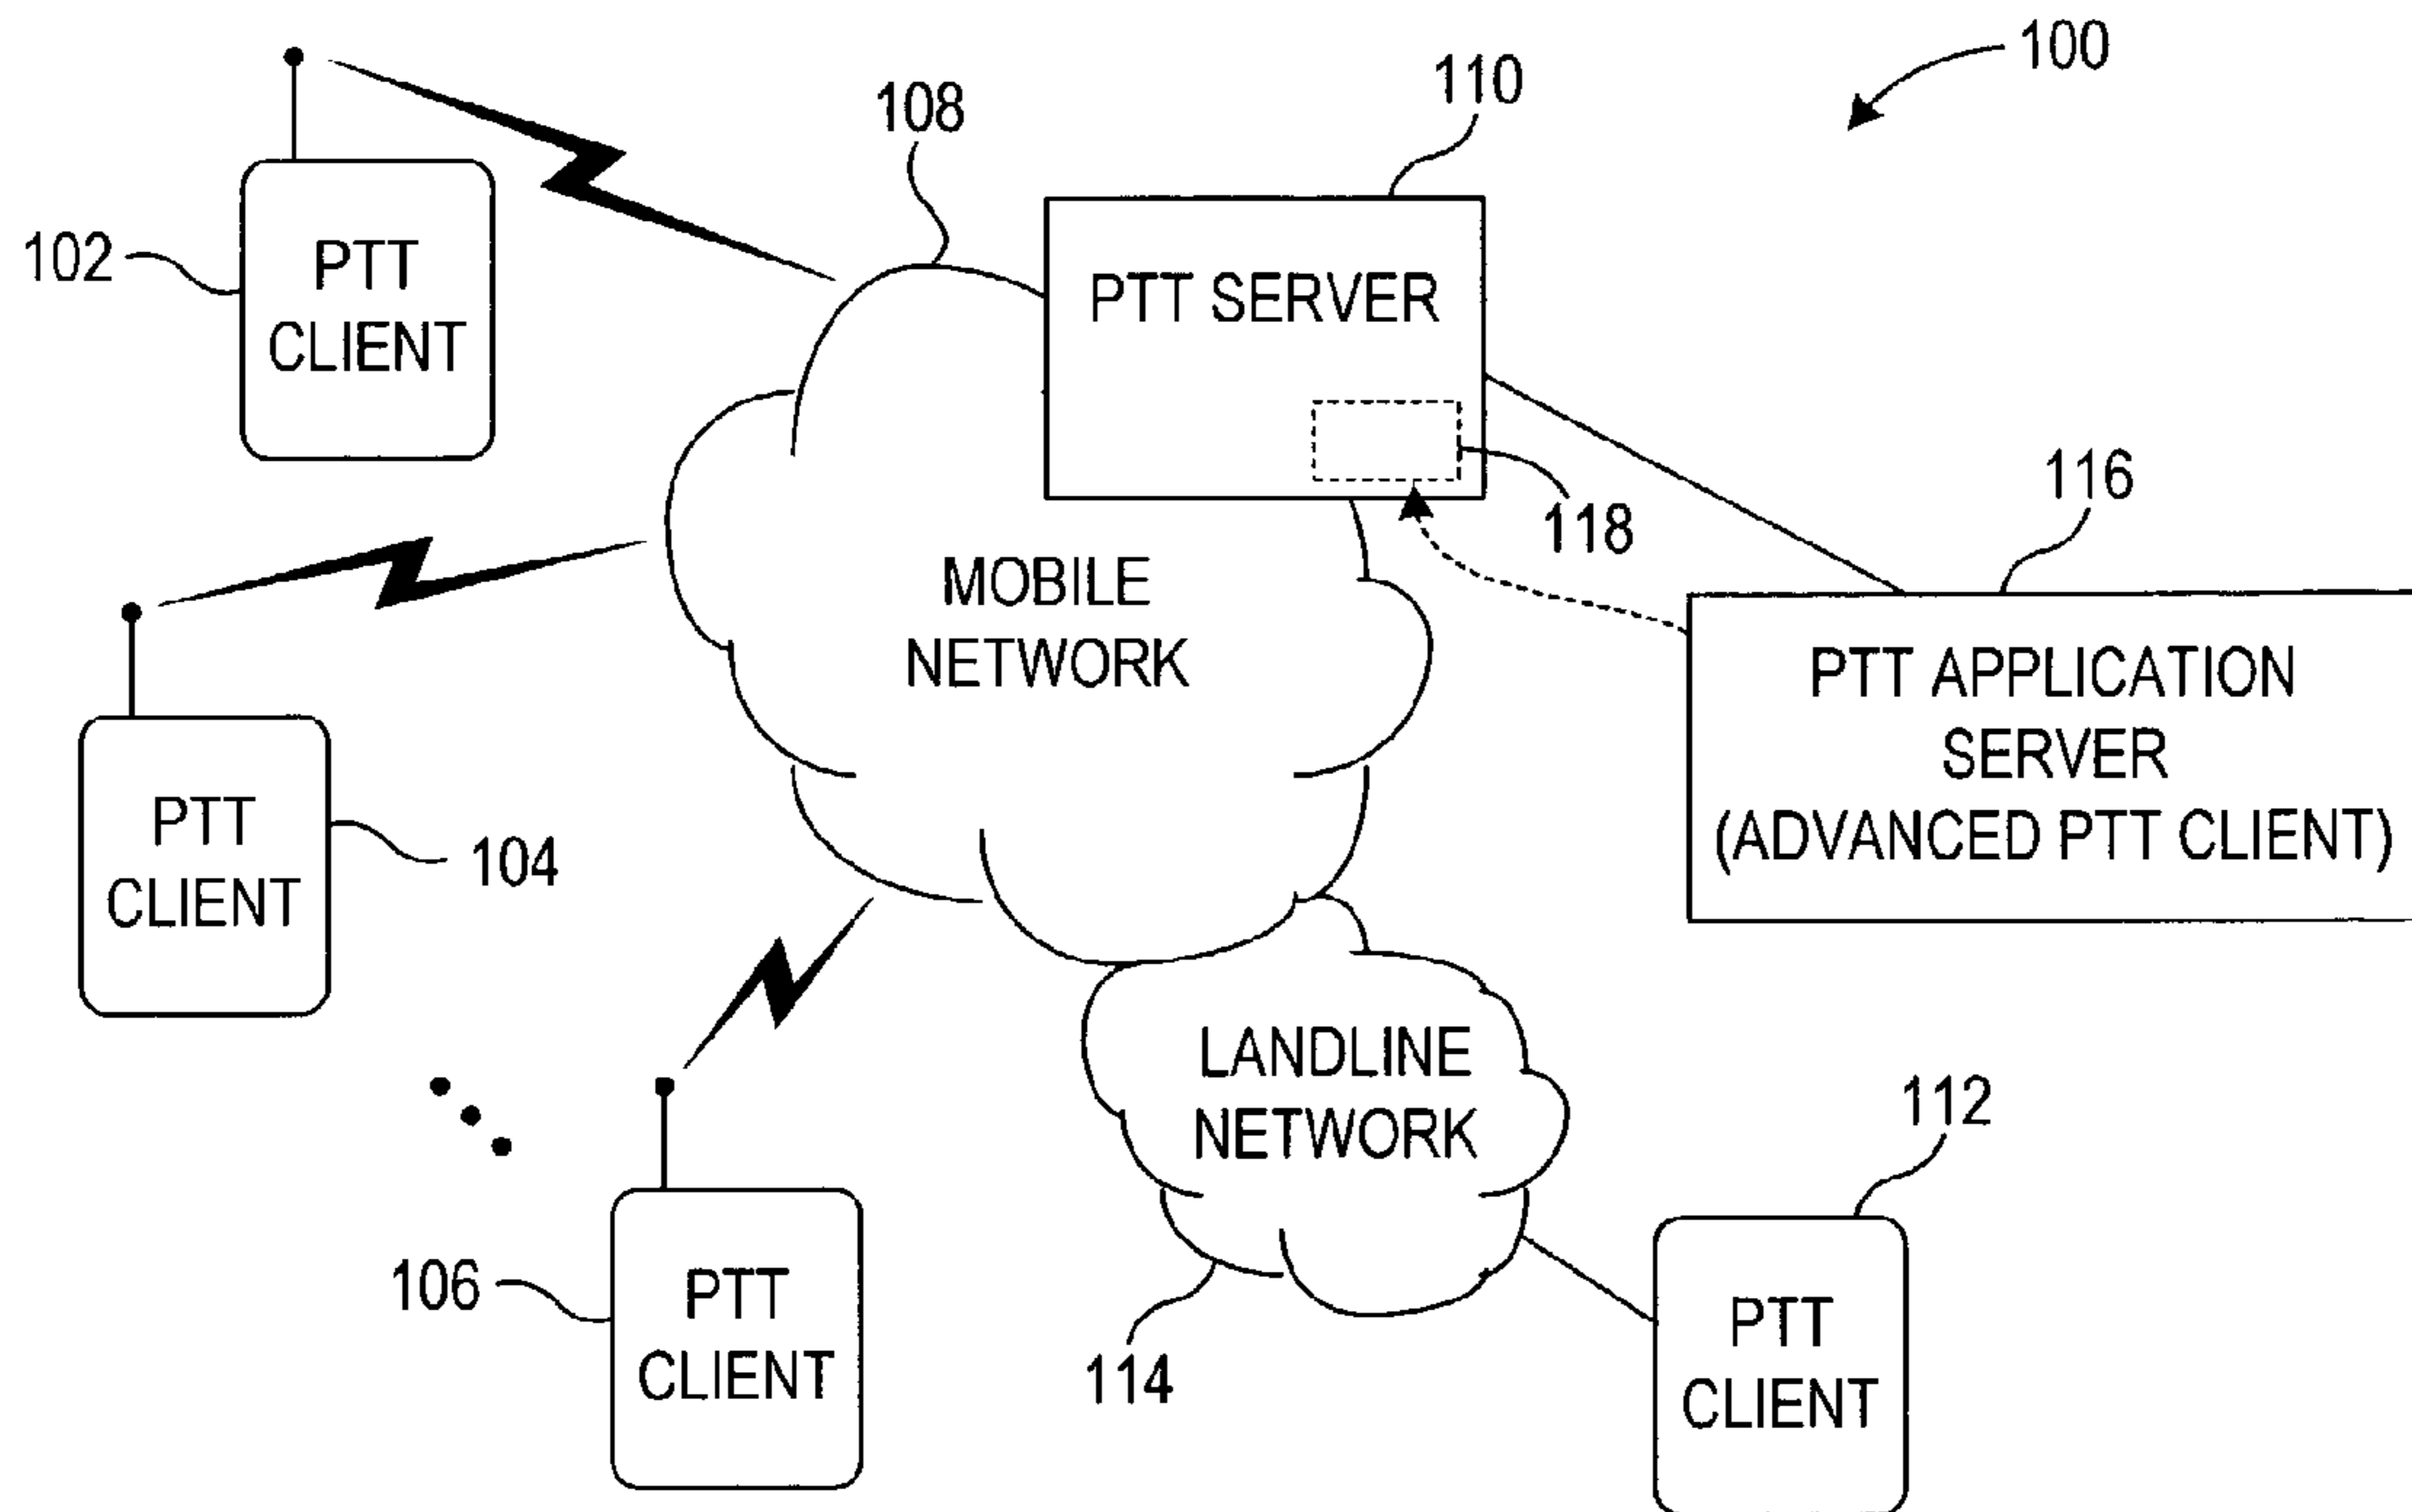 100
110
108
102
PTT
CLIENT
PTT SERVER
118
116
MOBILE
NETWORK
PTT APPLICATION
SERVER
(ADVANCED PTT CLIENT)
PTT
CLIENT
104
LANDLINE
NETWORK
112
106
PTT
CLIENT
114
PTT
CLIENT